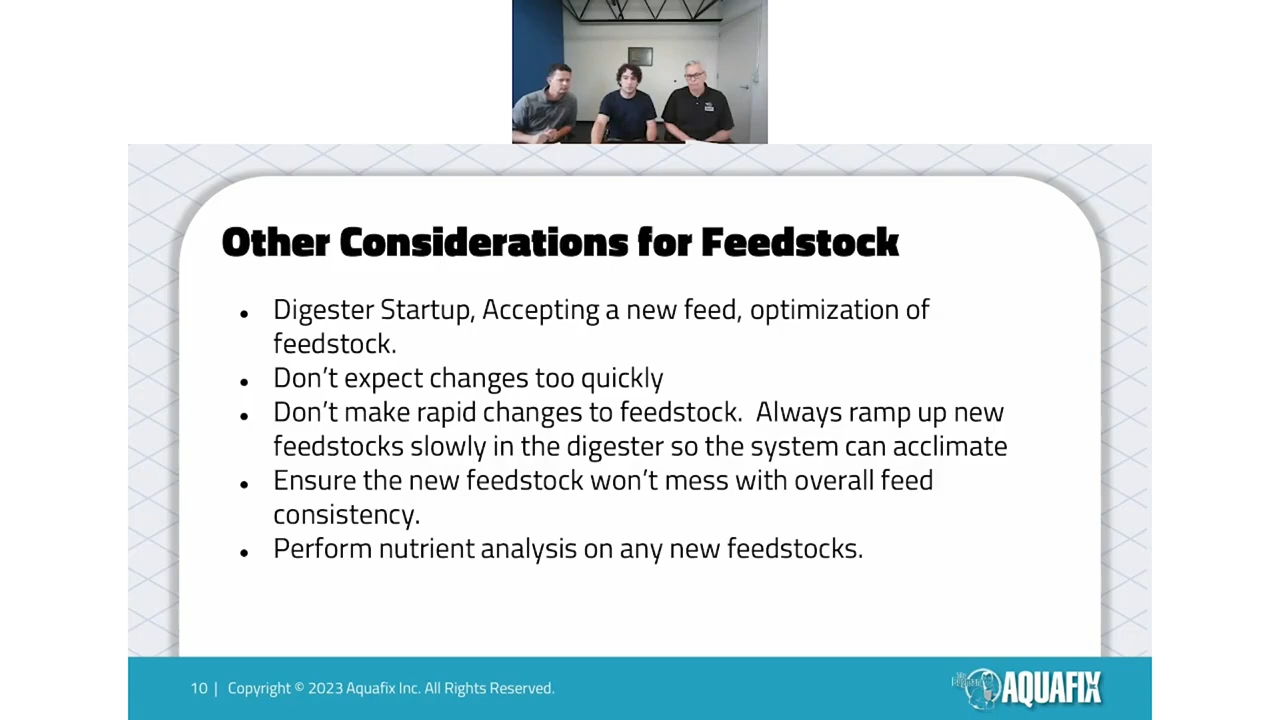 Other Considerations for Feedstock
• Digester Startup, Accepting a new feed, optimization of
feedstock.
• Don’t expect changes too quickly
• Don’t make rapid changes to feedstock.  Always ramp up new
feedstocks slowly in the digester so the system can acclimate
• Ensure the new feedstock won’t mess with overall feed
consistency.
• Perform nutrient analysis on any new feedstocks.
10 |  Copyright © 2023 Aquafix Inc. All Rights Reserved.
AQUAFIX